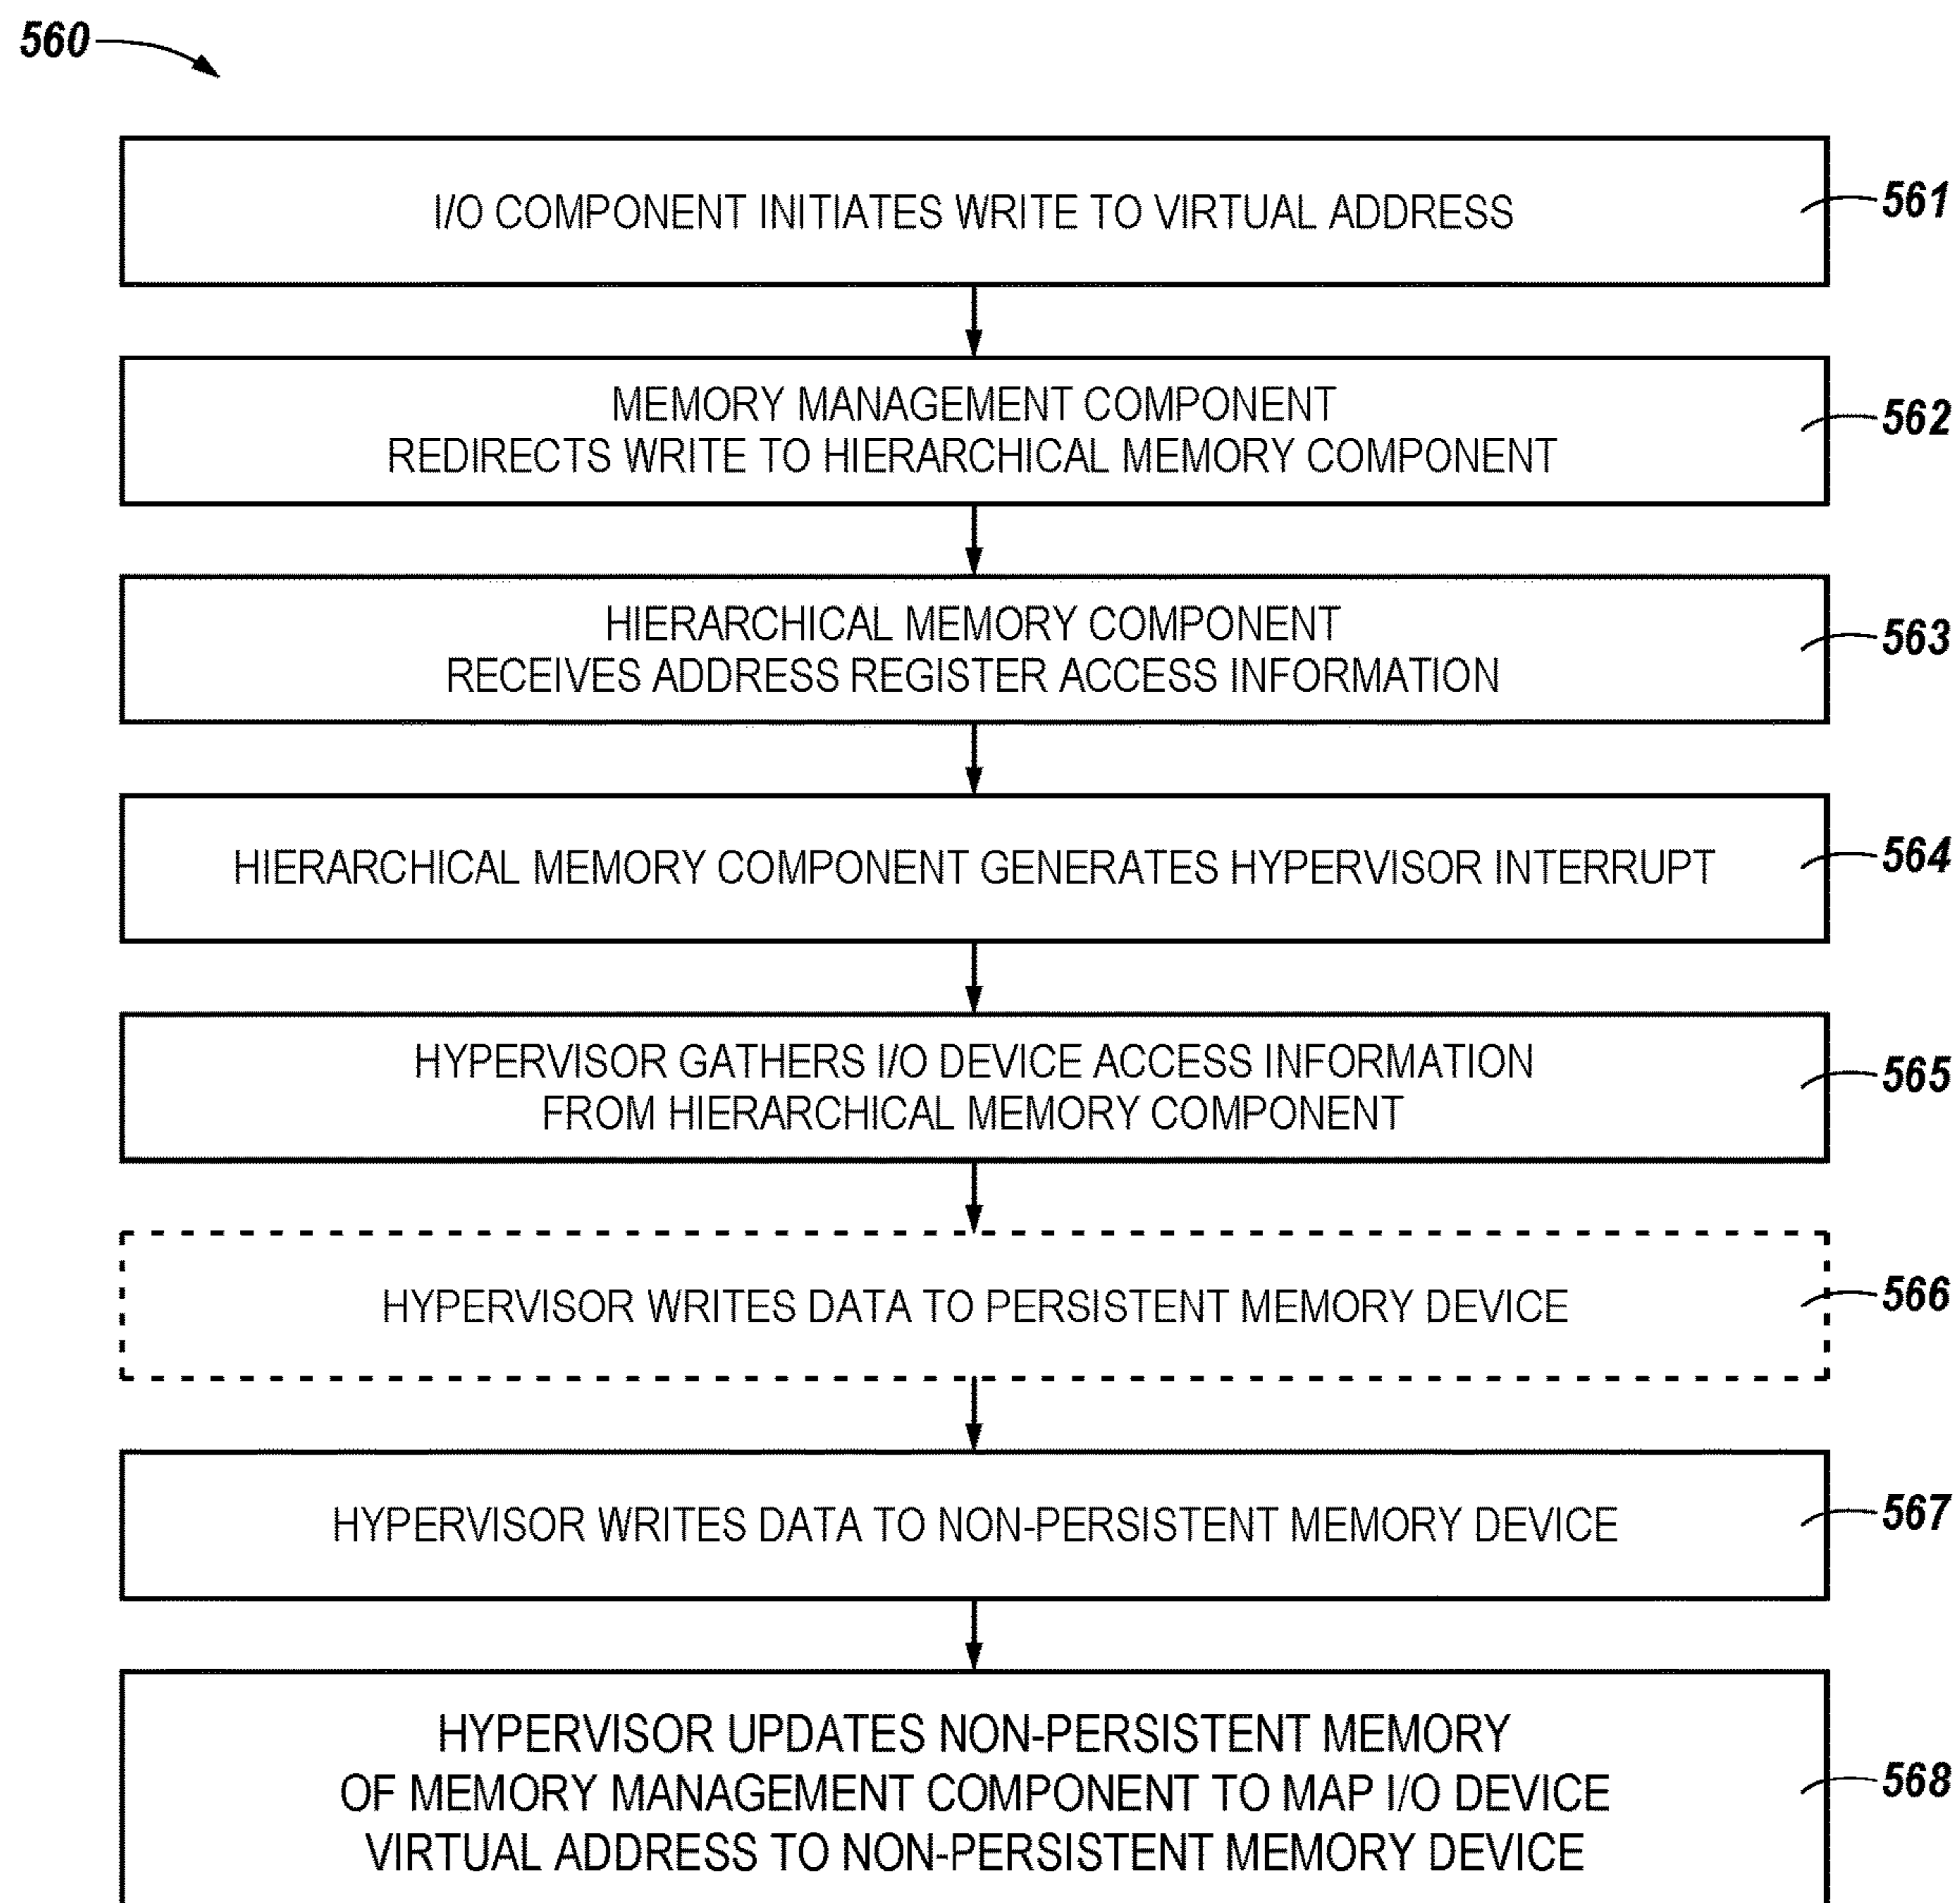 560
I/O COMPONENT INITIATES WRITE TO VIRTUAL ADDRESS
561
MEMORY MANAGEMENT COMPONENT
REDIRECTS WRITE TO HIERARCHICAL MEMORY COMPONENT
562
HIERARCHICAL MEMORY COMPONENT
RECEIVES ADDRESS REGISTER ACCESS INFORMATION
563
HIERARCHICAL MEMORY COMPONENT GENERATES HYPERVISOR INTERRUPT
564
HYPERVISOR GATHERS I/O DEVICE ACCESS INFORMATION
FROM HIERARCHICAL MEMORY COMPONENT
565
HYPERVISOR WRITES DATA TO PERSISTENT MEMORY DEVICE
566
HYPERVISOR WRITES DATA TO NON-PERSISTENT MEMORY DEVICE
567
HYPERVISOR UPDATES NON-PERSISTENT MEMORY
OF MEMORY MANAGEMENT COMPONENT TO MAP I/O DEVICE
VIRTUAL ADDRESS TO NON-PERSISTENT MEMORY DEVICE
568